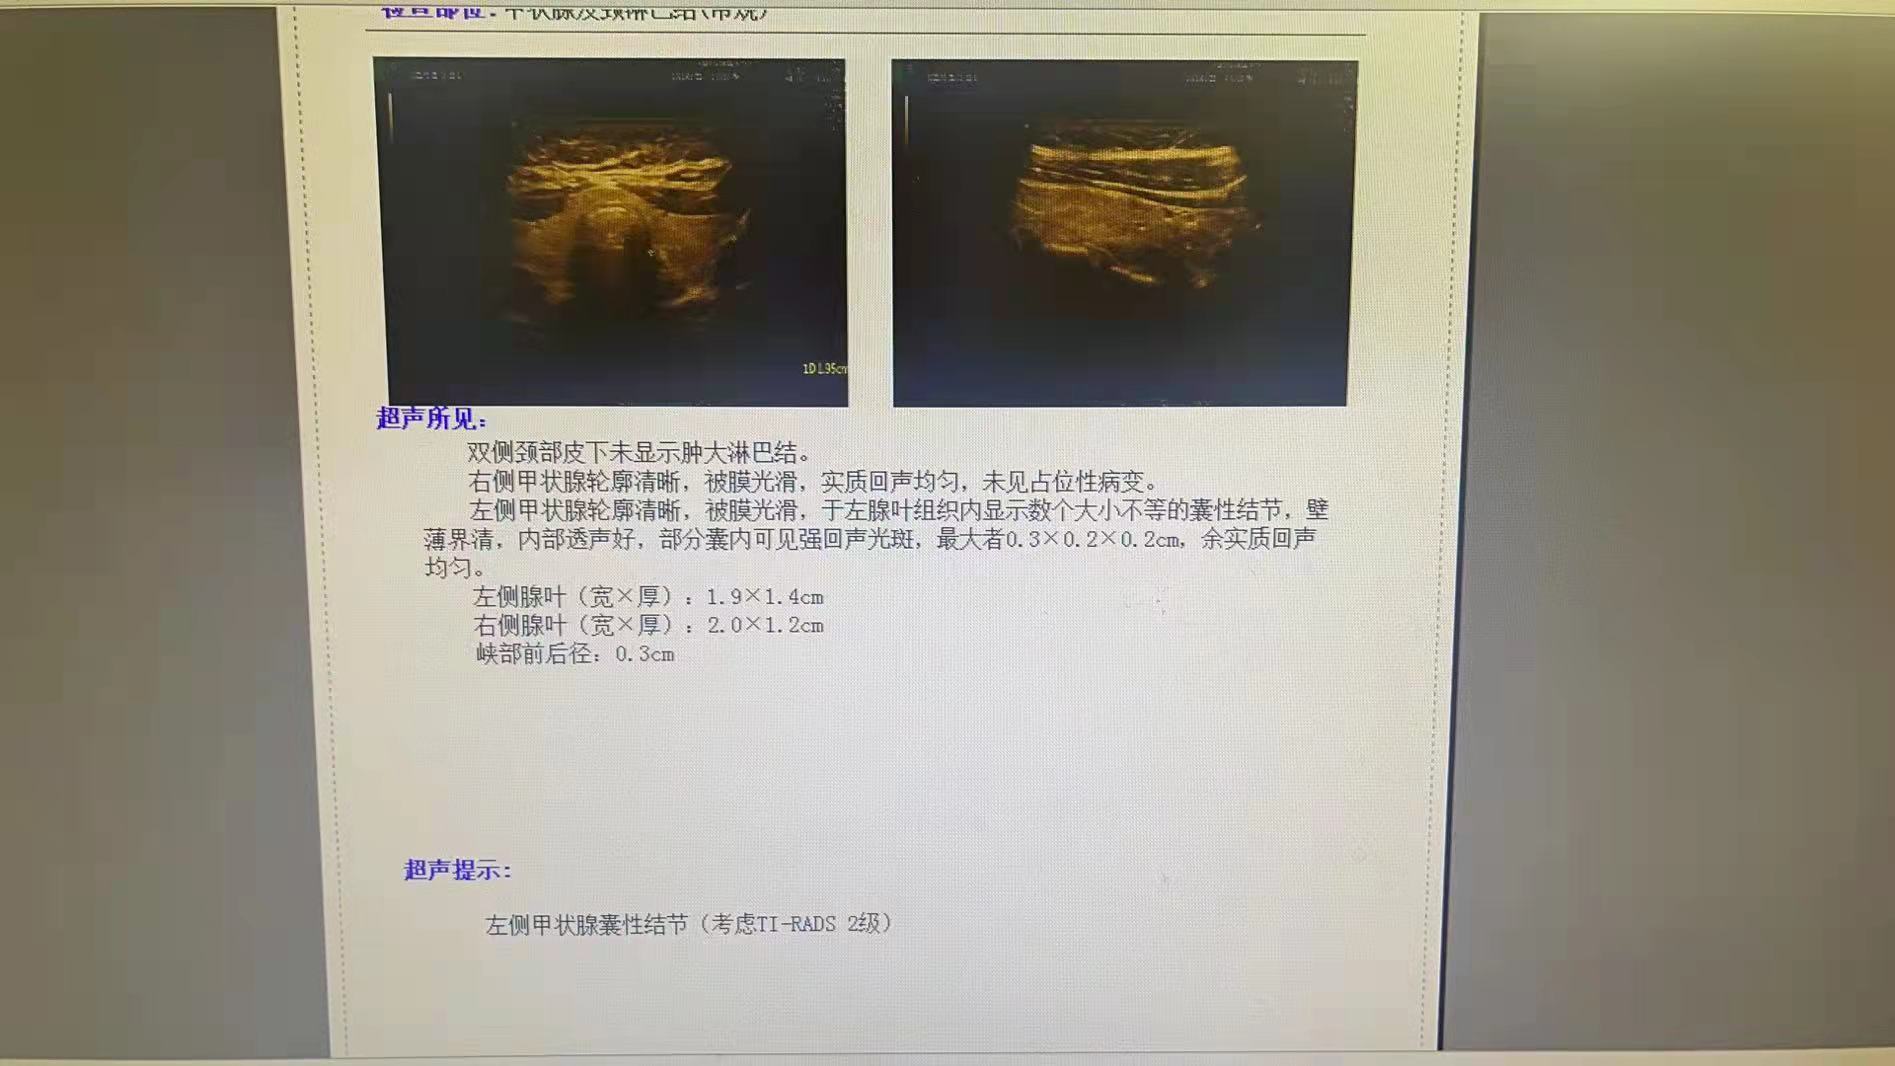 检查部位：甲状腺及颈淋巴结(常规)
1D 1.95cm
超声所见：
双侧颈部皮下未显示肿大淋巴结。
右侧甲状腺轮廓清晰，被膜光滑，实质回声均匀，未见占位性病变。
左侧甲状腺轮廓清晰，被膜光滑，于左腺叶组织内显示数个大小不等的囊性结节，壁
薄界清，内部透声好，部分囊内可见强回声光斑，最大者0.3×0.2×0.2cm，余实质回声
均匀。
左侧腺叶（宽×厚）：1.9×1.4cm
右侧腺叶（宽×厚）：2.0×1.2cm
峡部前后径：0.3cm
超声提示：
左侧甲状腺囊性结节（考虑TI-RADS 2级）